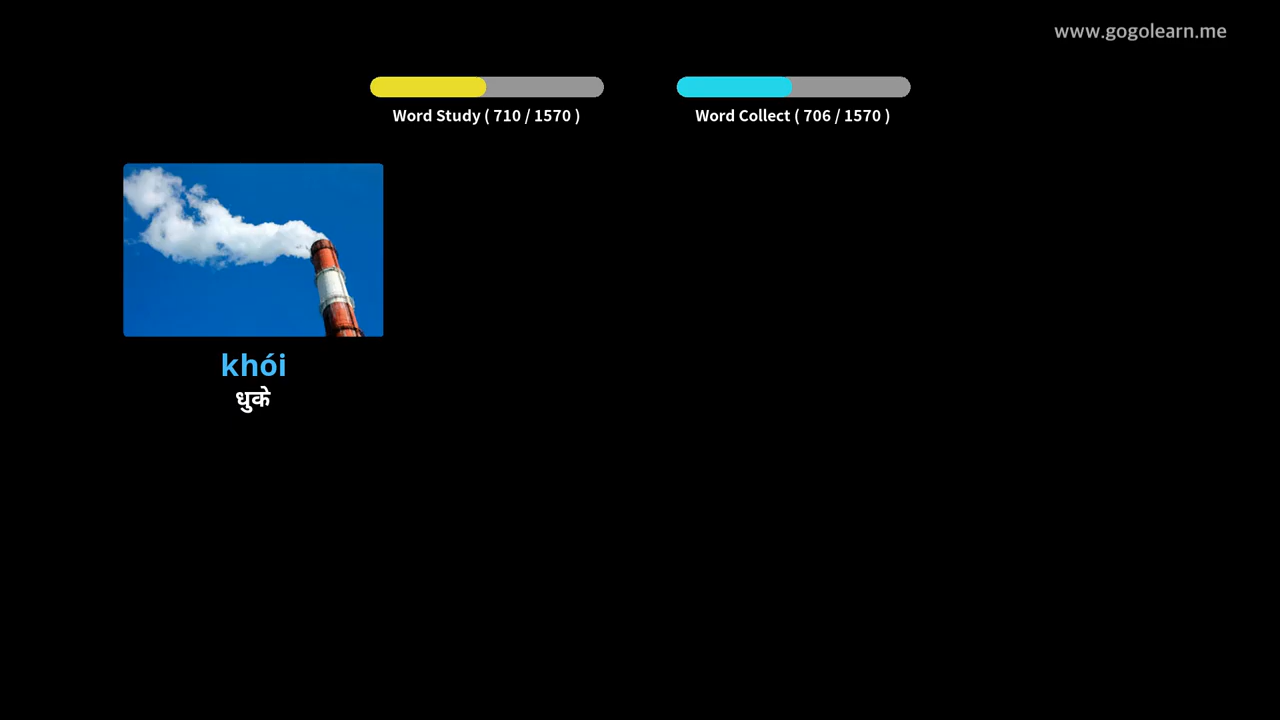 www.gogolearn.me
Word Study ( 710 / 1570 )
Word Collect ( 706 / 1570 )
khói
धुके